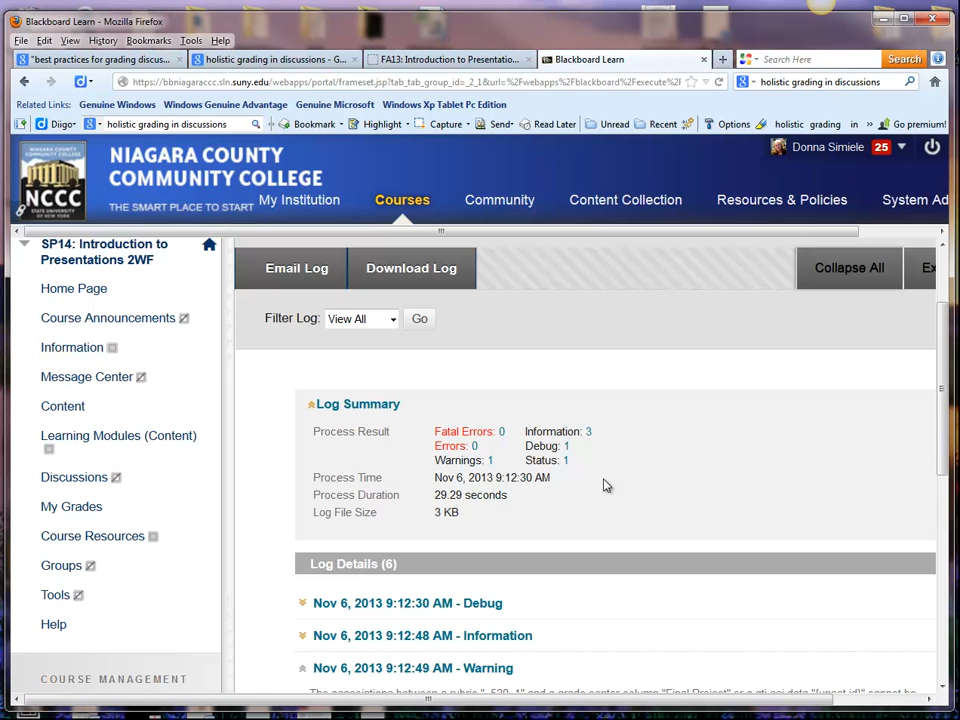 Blackboard Learn - Mozilla Firefox
File Edit View History Bookmarks Tools Help
"best practices for grading discus... holistic grading in discussions - G... FA13: Introduction to Presentatio... Blackboard Learn
https://bbniagaraccc.sln.suny.edu/webapps/portal/frameset.jsp?tab_tab_group_id=_2_1&url=%2Fwebapps%2Fblackboard%2Fexecute%2F holistic grading in discussions
Search Here Search
Related Links: Genuine Windows Windows Genuine Advantage Genuine Microsoft Windows Xp Tablet Pc Edition
Diigo holistic grading in discussions Bookmark Highlight Capture Send Read Later Unread Recent Options holistic grading in » Go premium!
NIAGARA COUNTY
COMMUNITY COLLEGE
THE SMART PLACE TO START
NCCC
Donna Simiele 25
My Institution Courses Community Content Collection Resources & Policies System Ad
SP14: Introduction to
Presentations 2WF
Home Page
Course Announcements
Information
Message Center
Content
Learning Modules (Content)
Discussions
My Grades
Course Resources
Groups
Tools
Help
COURSE MANAGEMENT
Email Log Download Log Collapse All Ex
Filter Log: View All Go
Log Summary
Process Result Fatal Errors: 0 Information: 3
Errors: 0 Debug: 1
Warnings: 1 Status: 1
Process Time Nov 6, 2013 9:12:30 AM
Process Duration 29.29 seconds
Log File Size 3 KB
Log Details (6)
Nov 6, 2013 9:12:30 AM - Debug
Nov 6, 2013 9:12:48 AM - Information
Nov 6, 2013 9:12:49 AM - Warning